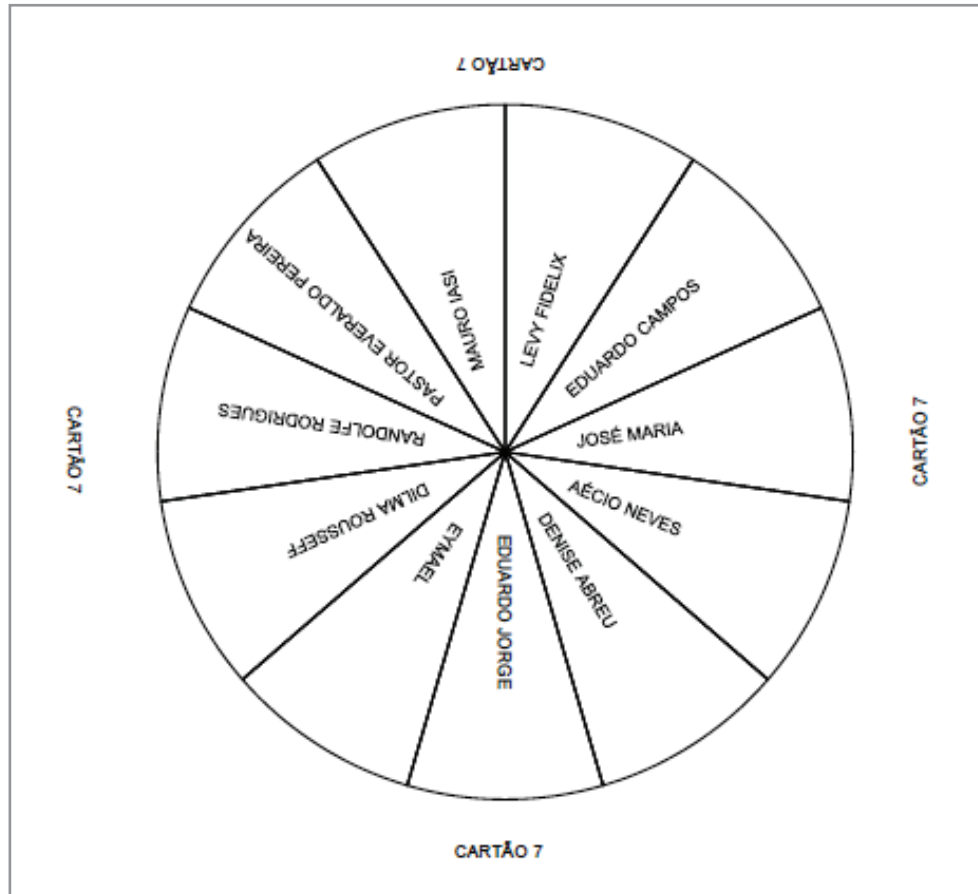 CARTÃO 7
LEVY FIDELIX
EDUARDO CAMPOS
JOSÉ MARIA
AÉCIO NEVES
DENISE ABREU
EDUARDO JORGE
EYMAEL
DILMA ROUSSEFF
RANDOLFE RODRIGUES
PASTOR EVERALDO PEREIRA
MAURO IASI
CARTÃO 7
CARTÃO 7
CARTÃO 7